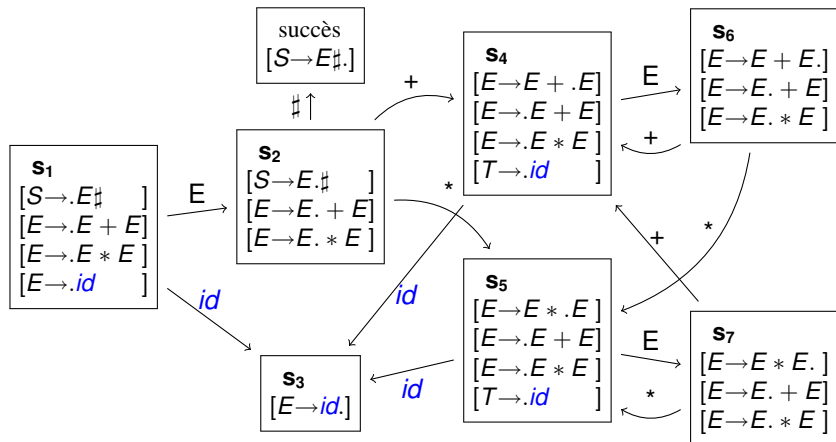 s1
[S→.E♯ ]
[E→.E + E]
[E→.E ∗ E ]
[E→.id ]
E
id
succès
[S→E♯.]
♯
s2
[S→E.♯ ]
[E→E. + E]
[E→E. ∗ E ]
+
*
s3
[E→id.]
id
id
s4
[E→E + .E]
[E→.E + E]
[E→.E ∗ E ]
[T→.id ]
E
+
s5
[E→E ∗ .E ]
[E→.E + E]
[E→.E ∗ E]
[T→.id ]
E
*
+
*
s6
[E→E + E.]
[E→E. + E]
[E→E. ∗ E ]
s7
[E→E ∗ E. ]
[E→E. + E]
[E→E. ∗ E ]